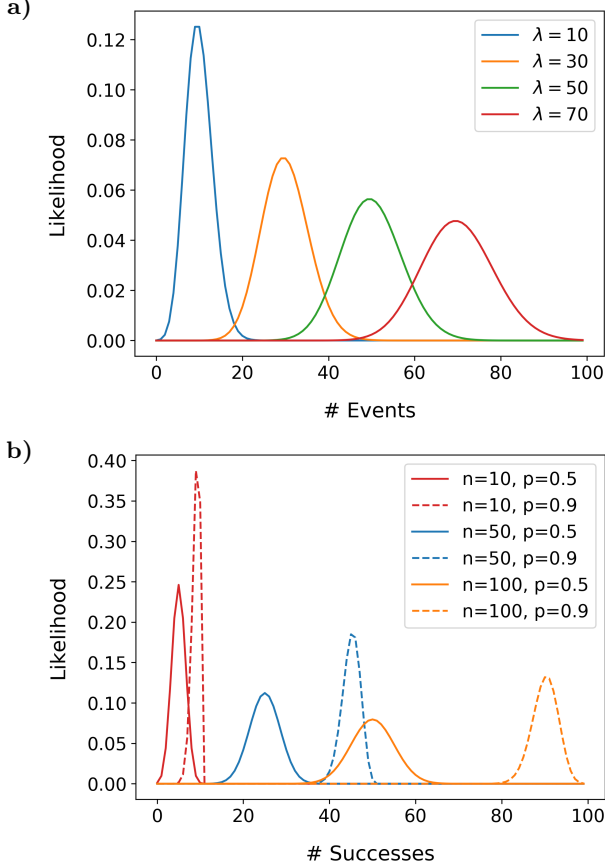 a)
0.12
0.10
0.08
0.06
0.04
0.02
0.00
Likelihood
λ = 10
λ = 30
λ = 50
λ = 70
0 20 40 60 80 100
# Events
b)
0.40
0.35
0.30
0.25
0.20
0.15
0.10
0.05
0.00
Likelihood
n=10, p=0.5
n=10, p=0.9
n=50, p=0.5
n=50, p=0.9
n=100, p=0.5
n=100, p=0.9
0 20 40 60 80 100
# Successes